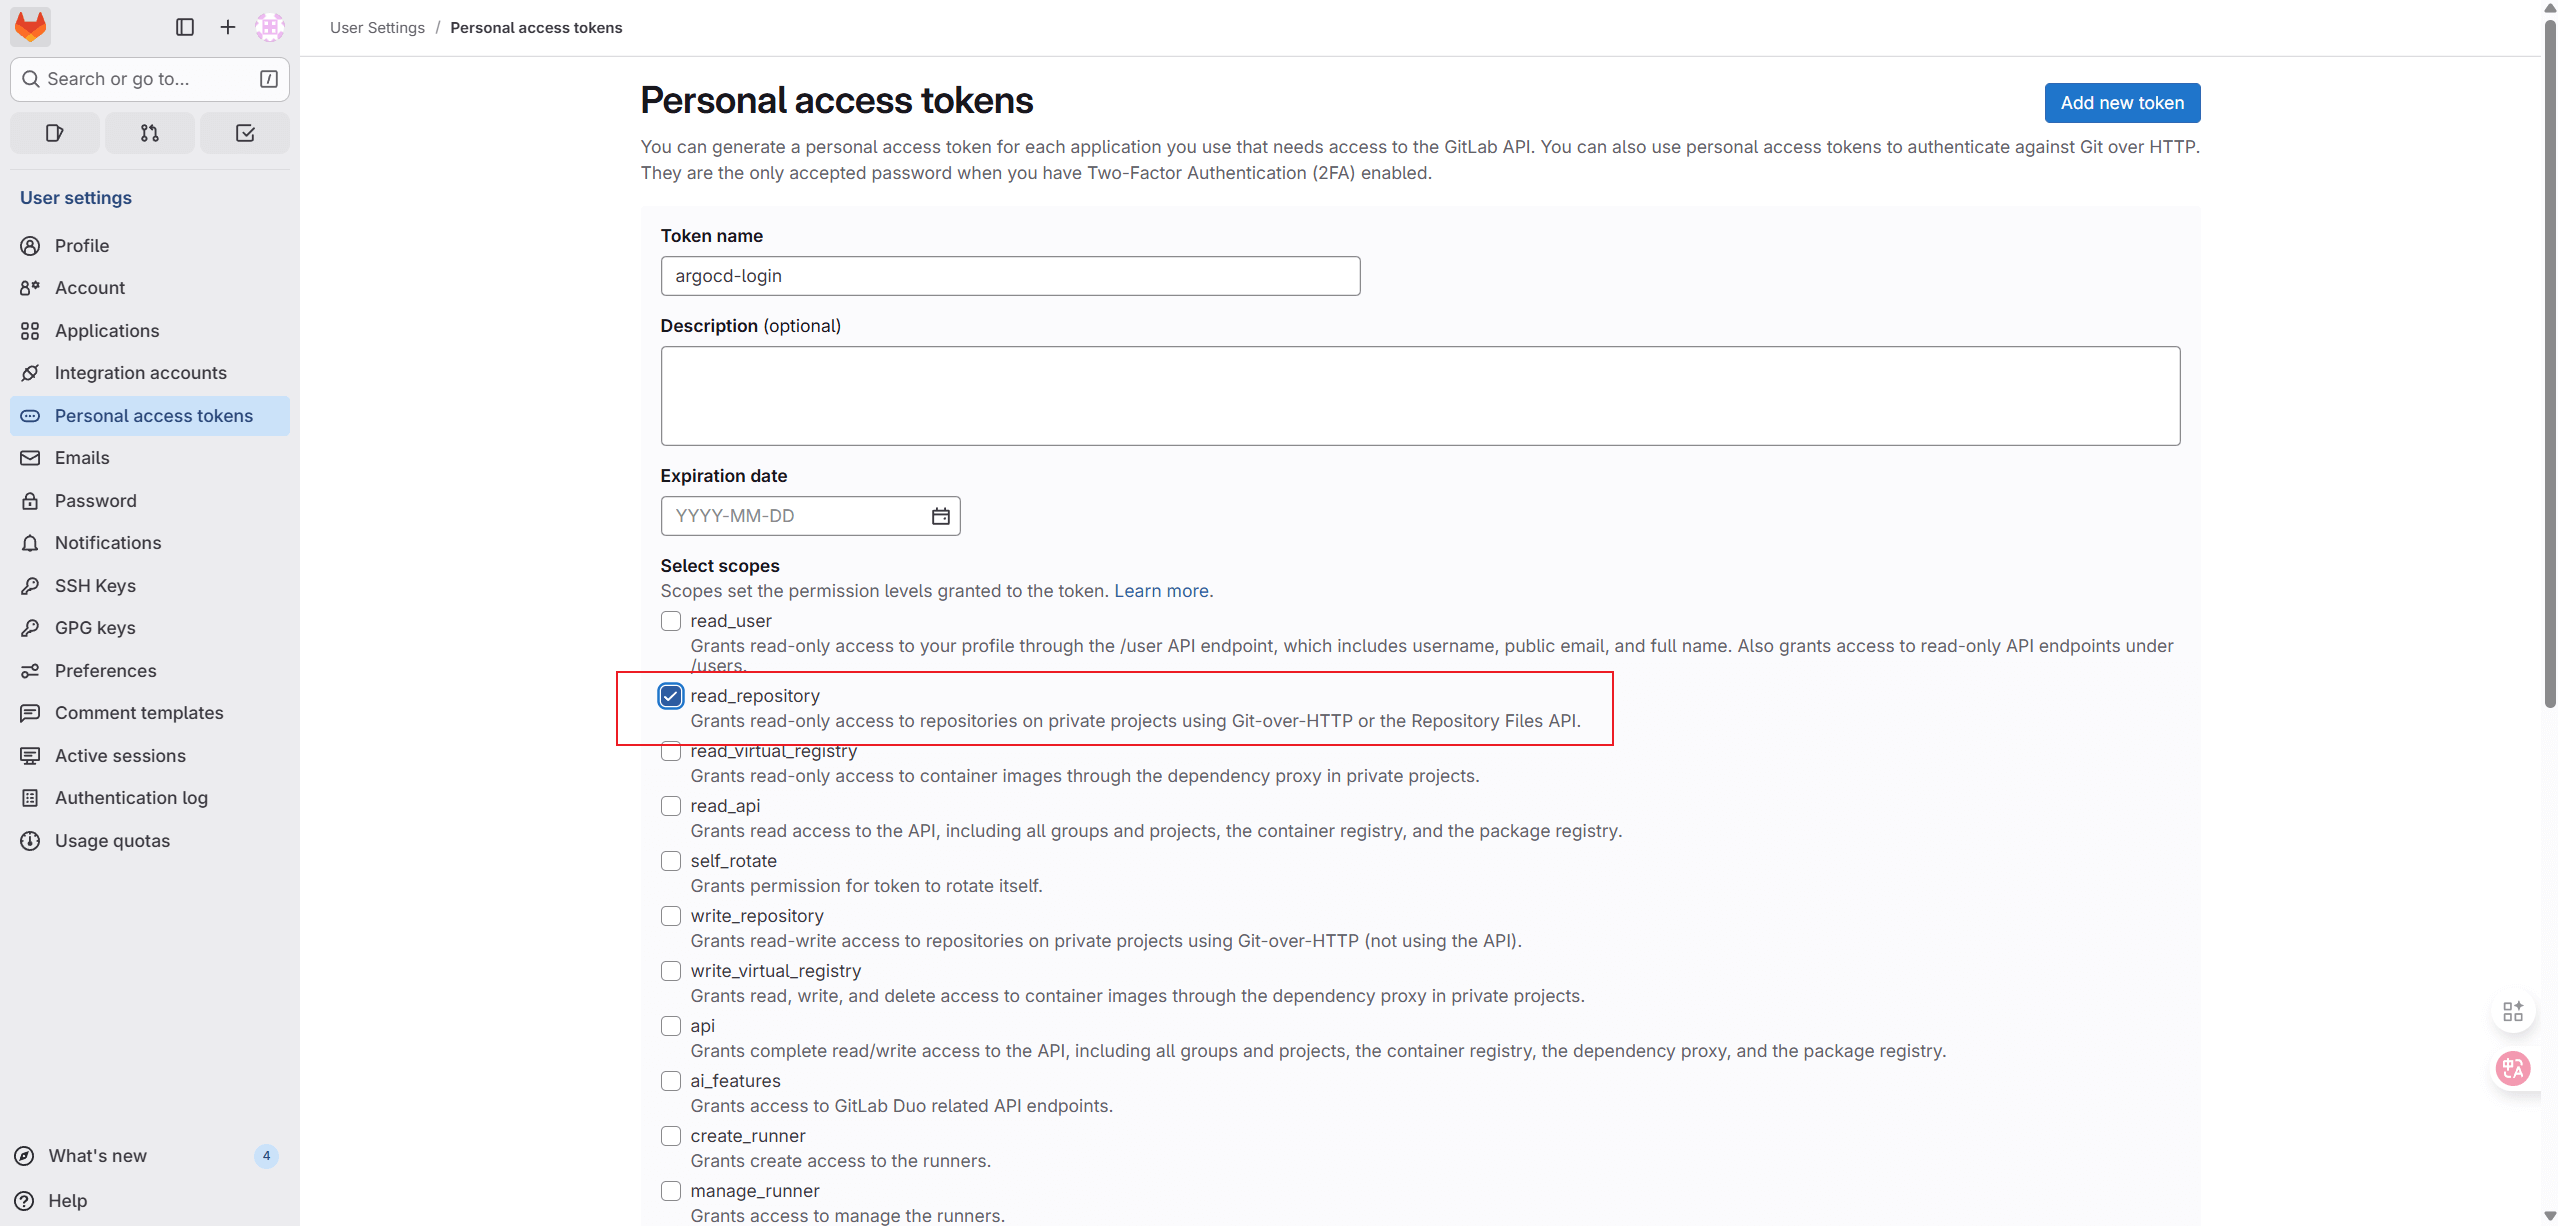 User Settings / Personal access tokens
Search or go to...
/
User settings
Profile
Account
Applications
Integration accounts
Personal access tokens
Emails
Password
Notifications
SSH Keys
GPG keys
Preferences
Comment templates
Active sessions
Authentication log
Usage quotas
What's new
4
Help
Personal access tokens
Add new token
You can generate a personal access token for each application you use that needs access to the GitLab API. You can also use personal access tokens to authenticate against Git over HTTP.
They are the only accepted password when you have Two-Factor Authentication (2FA) enabled.
Token name
argocd-login
Description (optional)
Expiration date
YYYY-MM-DD
Select scopes
Scopes set the permission levels granted to the token. Learn more.
read_user
Grants read-only access to your profile through the /user API endpoint, which includes username, public email, and full name. Also grants access to read-only API endpoints under
/users.
read_repository
Grants read-only access to repositories on private projects using Git-over-HTTP or the Repository Files API.
read_virtual_registry
Grants read-only access to container images through the dependency proxy in private projects.
read_api
Grants read access to the API, including all groups and projects, the container registry, and the package registry.
self_rotate
Grants permission for token to rotate itself.
write_repository
Grants read-write access to repositories on private projects using Git-over-HTTP (not using the API).
write_virtual_registry
Grants read, write, and delete access to container images through the dependency proxy in private projects.
api
Grants complete read/write access to the API, including all groups and projects, the container registry, the dependency proxy, and the package registry.
ai_features
Grants access to GitLab Duo related API endpoints.
create_runner
Grants create access to the runners.
manage_runner
Grants access to manage the runners.
中A